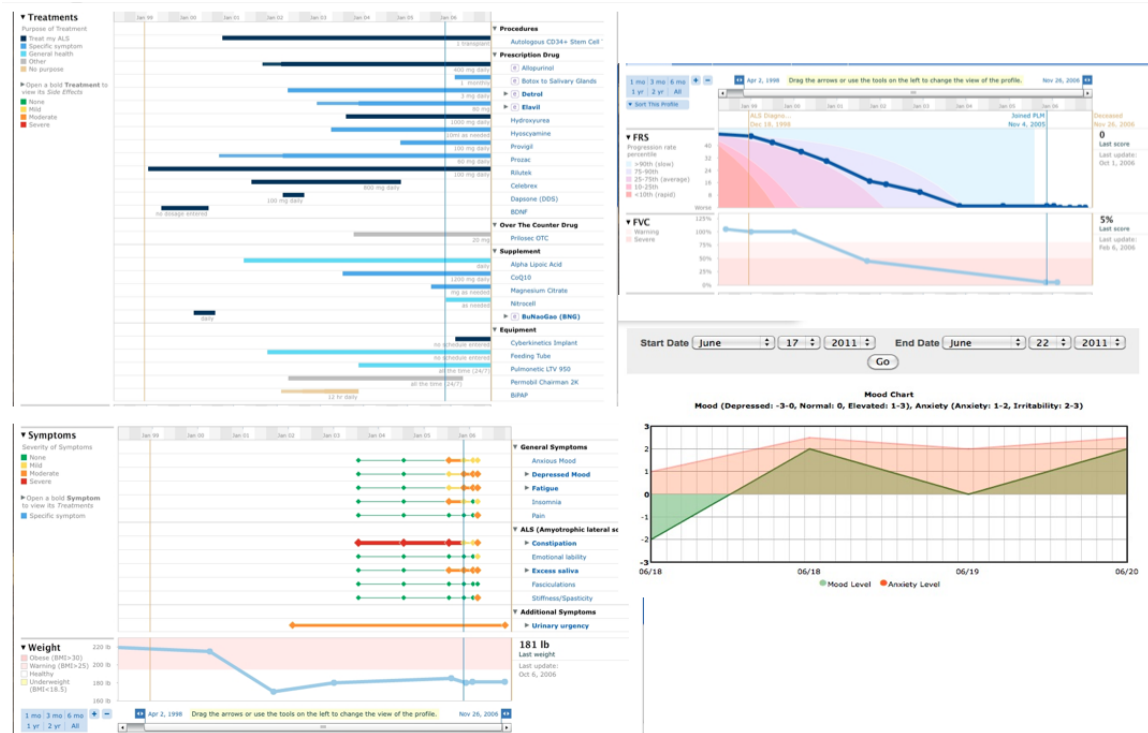 ▼ Treatments
Purpose of Treatment
Treat my ALS
Specific symptom
General health
Other
No purpose
Open a bold Treatment to
view its Side Effects
None
Mild
Moderate
Severe
Jan 99 Jan 00 Jan 01 Jan 02 Jan 03 Jan 04 Jan 05 Jan 06
Procedures
1 transplant Autologous CD34+ Stem Cell
Prescription Drug
400 mg daily Allopurinol
1 monthly Botox to Salivary Glands
Detrol
Elavil
1000 mg daily Hydroxyurea
10ml as needed Hyoscyamine
100 mg daily Provigil
60 mg daily Prozac
100 mg daily Rilutek
800 mg daily Celebrex
100 mg daily Dapsone (DDS)
no dosage entered BDNF
Over The Counter Drug
20 mg Prilosec OTC
Supplement
daily Alpha Lipoic Acid
1200 mg daily CoQ10
mg as needed Magnesium Citrate
as needed Nitrocell
daily BuNaoGao (BNG)
Equipment
no schedule entered Cyberkinetics Implant
no schedule entered Feeding Tube
all the time (24/7) Pulmonetic LTV 950
all the time (24/7) Permobil Chairman 2K
12 hr daily BiPAP
1 mo 3 mo 6 mo
1 yr 2 yr All
Sort This Profile
Apr 2, 1998 Drag the arrows or use the tools on the left to change the view of the profile. Nov 28, 2006
Jan 99 Jan 00 Jan 01 Jan 02 Jan 03 Jan 04 Jan 05 Jan 06
ALS Diagno... Joined PLM Deceased
Dec 19, 1998 Nov 4, 2005 Nov 26, 2006
▼ FRS
Progression rate
percentile
>90th (slow)
75-90th
25-75th (average)
10-25th
<10th (rapid)
40
32
24
16
8
Worse
0
Last score
Last update:
Oct 1, 2006
▼ FVC
Warning
Severe
125%
100%
75%
50%
25%
0%
5%
Last score
Last update:
Feb 6, 2006
Start Date June 17 2011 End Date June 22 2011
Go
Mood Chart
Mood (Depressed: -3-0, Normal: 0, Elevated: 1-3), Anxiety (Anxiety: 1-2, Irritability: 2-3)
3
2
1
0
-1
-2
-3
06/18 06/18 06/19 06/20
Mood Level Anxiety Level
▼ Symptoms
Severity of Symptoms
None
Mild
Moderate
Severe
Open a bold Symptom
to view its Treatments
Specific symptom
Jan 99 Jan 00 Jan 01 Jan 02 Jan 03 Jan 04 Jan 05 Jan 06
General Symptoms
Anxious Mood
Depressed Mood
Fatigue
Insomnia
Pain
ALS (Amyotrophic lateral sc
Constipation
Emotional lability
Excess saliva
Fasciculations
Stiffness/Spasticity
Additional Symptoms
Urinary urgency
▼ Weight
Obese (BMI>30)
Warning (BMI>25)
Healthy
Underweight
(BMI<18.5)
220 lb
200 lb
180 lb
160 lb
181 lb
Last weight
Last update:
Oct 6, 2006
1 mo 3 mo 6 mo
1 yr 2 yr All
Apr 2, 1998 Drag the arrows or use the tools on the left to change the view of the profile. Nov 28, 2006